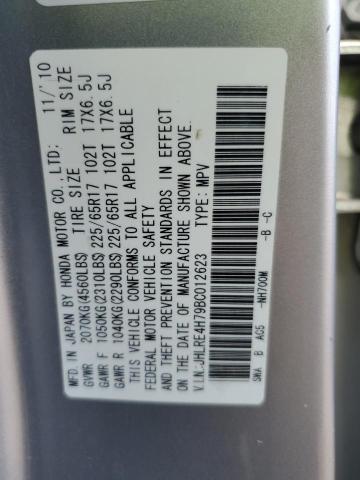 MFD. IN JAPAN BY HONDA MOTOR CO., LTD; 11/'10
TIRE SIZE RIM SIZE
GVWR 2070KG(4560LBS)
GAWR F 1050KG(2310LBS) 225/65R17 102T 17X6.5J
GAWR R 1040KG(2290LBS) 225/65R17 102T 17X6.5J
THIS VEHICLE CONFORMS TO ALL APPLICABLE
FEDERAL MOTOR VEHICLE SAFETY
STANDARDS IN EFFECT
AND THEFT PREVENTION
ON THE DATE OF MANUFACTURE SHOWN ABOVE.
V.I.N.:JHLRE4H79BC012623 TYPE: MPV
SWA B AC5 -NH700M -B -C